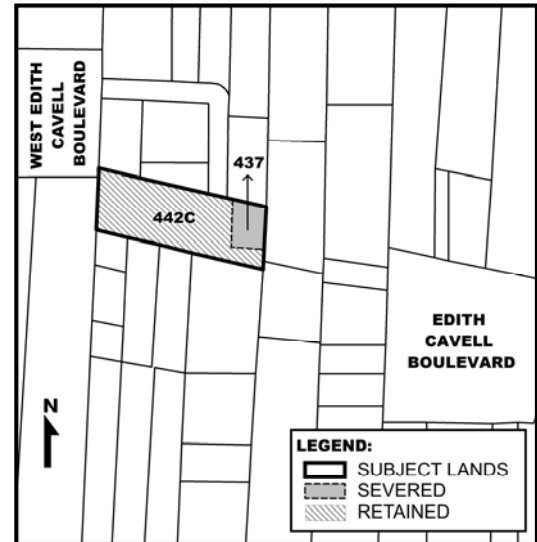 WEST EDITH
CAVELL
BOULEVARD
437
442C
EDITH
CAVELL
BOULEVARD
N
LEGEND:
SUBJECT LANDS
SEVERED
RETAINED